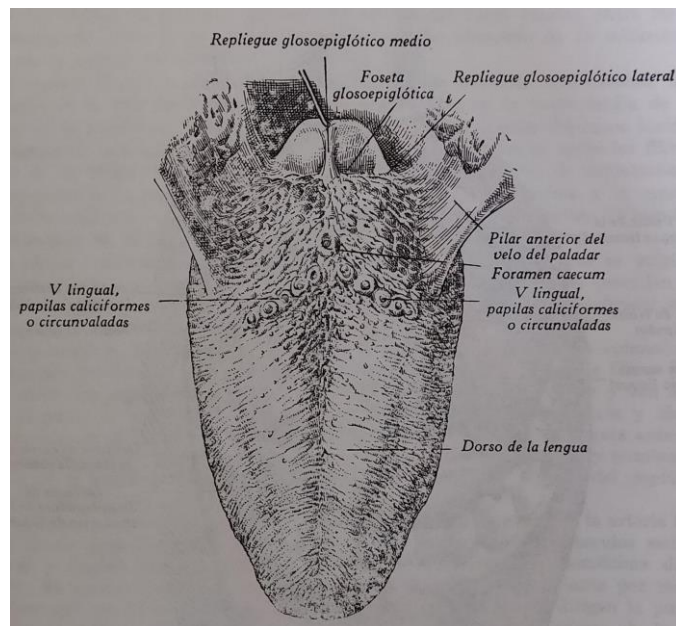 Repliegue glosoepiglótico medio
Foseta
glosoepiglótica
Repliegue glosoepiglótico lateral
Pilar anterior del
velo del paladar
Foramen caecum
V lingual,
papilas caliciformes
o circunvaladas
V lingual,
papilas caliciformes
o circunvaladas
Dorso de la lengua